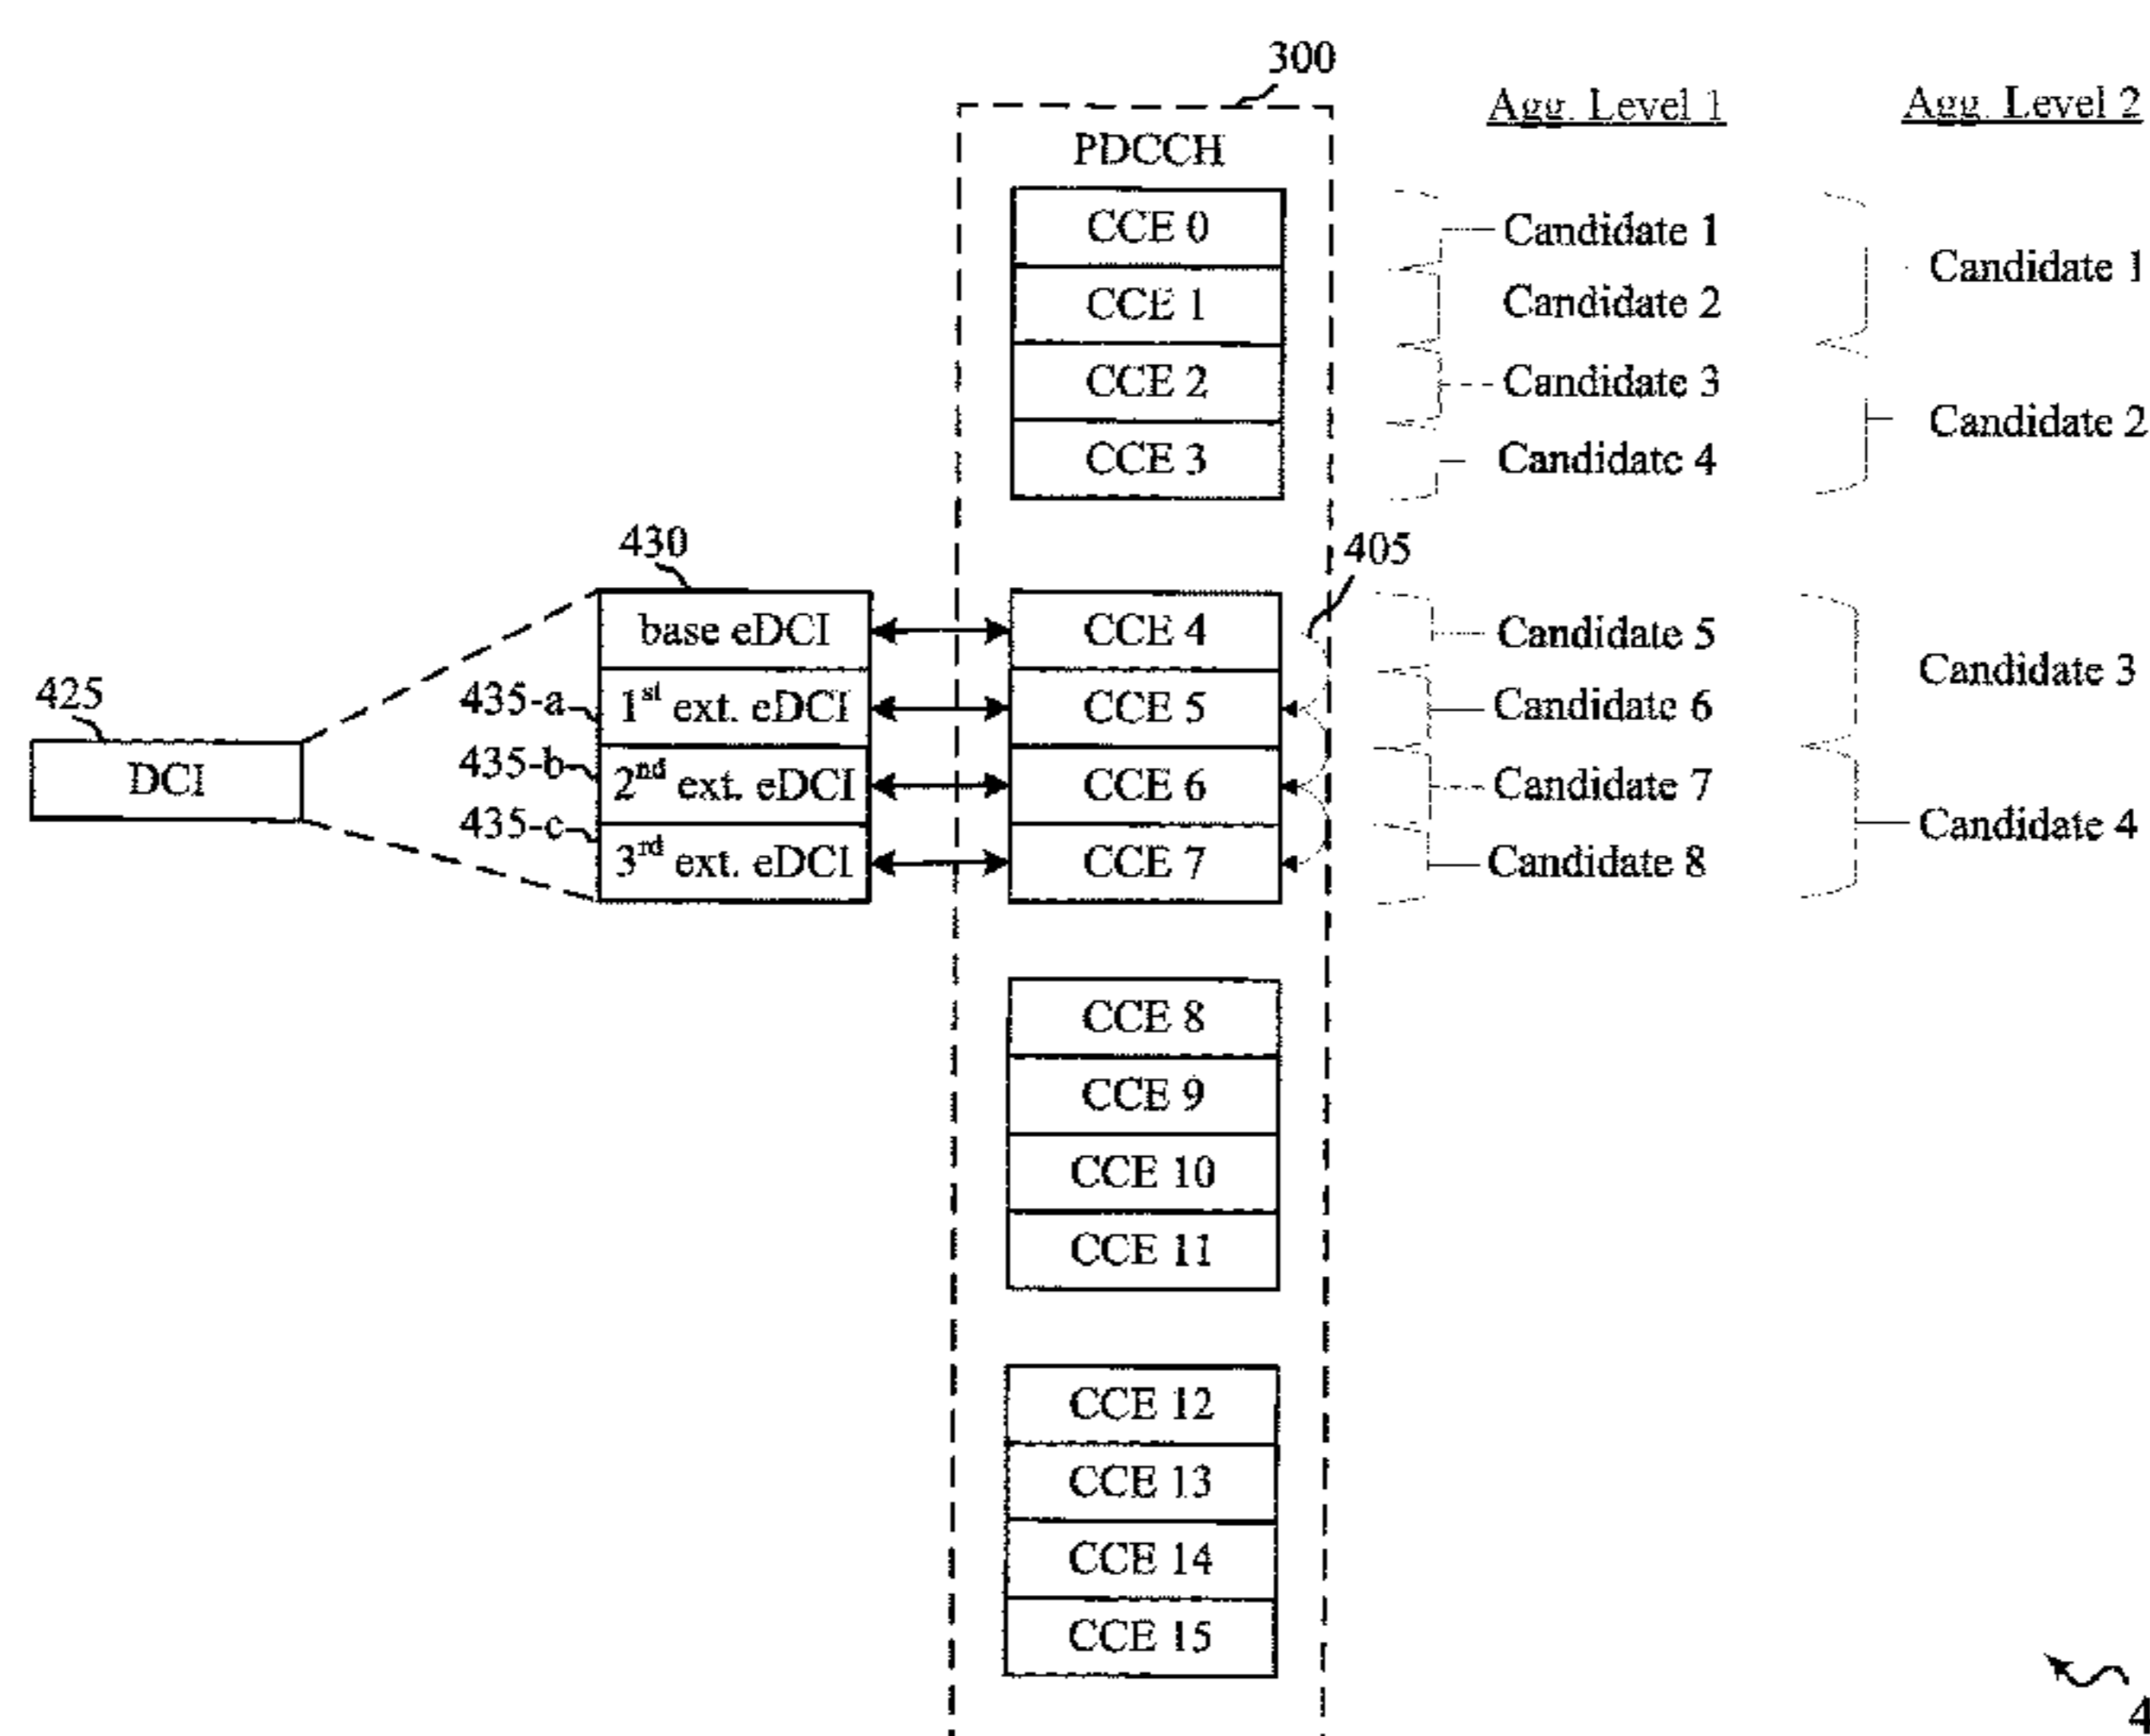 300
Agg. Level 1
Agg. Level 2
PDCCH
CCE 0
Candidate 1
Candidate 1
CCE 1
Candidate 2
CCE 2
Candidate 3
Candidate 2
CCE 3
Candidate 4
430
405
base eDCI
CCE 4
Candidate 5
Candidate 3
425
435-a
1st ext. eDCI
CCE 5
Candidate 6
DCI
435-b
2nd ext. eDCI
CCE 6
Candidate 7
Candidate 4
435-c
3rd ext. eDCI
CCE 7
Candidate 8
CCE 8
CCE 9
CCE 10
CCE 11
CCE 12
CCE 13
CCE 14
CCE 15